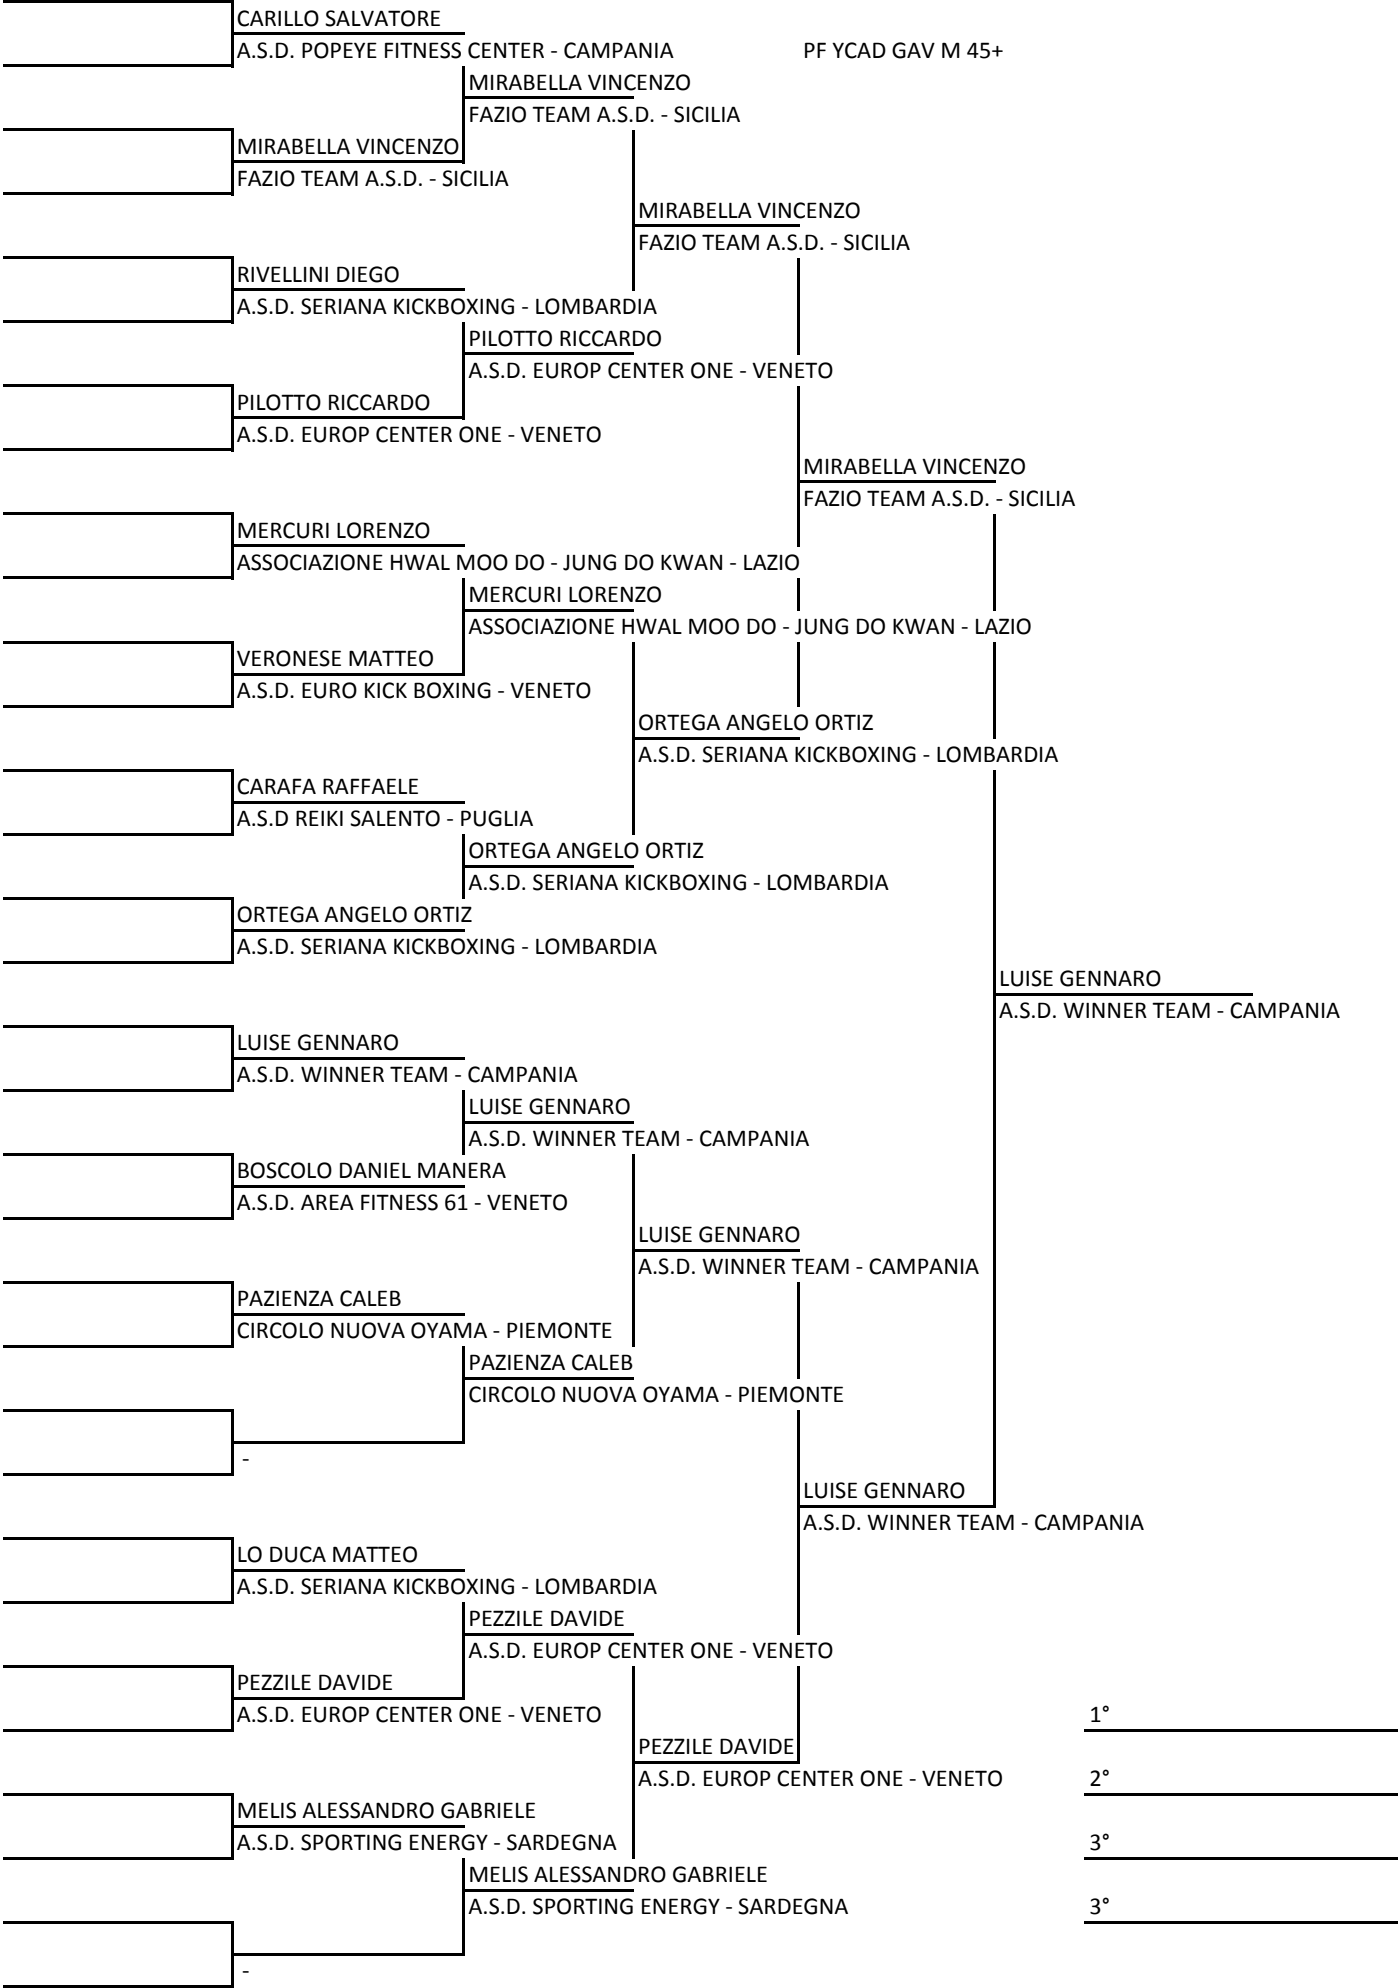 CARILLO SALVATORE
A.S.D. POPEYE FITNESS CENTER - CAMPANIA
PF YCAD GAV M 45+
MIRABELLA VINCENZO
FAZIO TEAM A.S.D. - SICILIA
MIRABELLA VINCENZO
FAZIO TEAM A.S.D. - SICILIA
MIRABELLA VINCENZO
FAZIO TEAM A.S.D. - SICILIA
RIVELLINI DIEGO
A.S.D. SERIANA KICKBOXING - LOMBARDIA
PILOTTO RICCARDO
A.S.D. EUROP CENTER ONE - VENETO
PILOTTO RICCARDO
A.S.D. EUROP CENTER ONE - VENETO
MIRABELLA VINCENZO
FAZIO TEAM A.S.D. - SICILIA
MERCURI LORENZO
ASSOCIAZIONE HWAL MOO DO - JUNG DO KWAN - LAZIO
MERCURI LORENZO
ASSOCIAZIONE HWAL MOO DO - JUNG DO KWAN - LAZIO
VERONESE MATTEO
A.S.D. EURO KICK BOXING - VENETO
ORTEGA ANGELO ORTIZ
A.S.D. SERIANA KICKBOXING - LOMBARDIA
CARAFA RAFFAELE
A.S.D REIKI SALENTO - PUGLIA
ORTEGA ANGELO ORTIZ
A.S.D. SERIANA KICKBOXING - LOMBARDIA
ORTEGA ANGELO ORTIZ
A.S.D. SERIANA KICKBOXING - LOMBARDIA
LUISE GENNARO
A.S.D. WINNER TEAM - CAMPANIA
LUISE GENNARO
A.S.D. WINNER TEAM - CAMPANIA
LUISE GENNARO
A.S.D. WINNER TEAM - CAMPANIA
BOSCOLO DANIEL MANERA
A.S.D. AREA FITNESS 61 - VENETO
LUISE GENNARO
A.S.D. WINNER TEAM - CAMPANIA
PAZIENZA CALEB
CIRCOLO NUOVA OYAMA - PIEMONTE
PAZIENZA CALEB
CIRCOLO NUOVA OYAMA - PIEMONTE
-
LUISE GENNARO
A.S.D. WINNER TEAM - CAMPANIA
LO DUCA MATTEO
A.S.D. SERIANA KICKBOXING - LOMBARDIA
PEZZILE DAVIDE
A.S.D. EUROP CENTER ONE - VENETO
PEZZILE DAVIDE
A.S.D. EUROP CENTER ONE - VENETO
1°
PEZZILE DAVIDE
A.S.D. EUROP CENTER ONE - VENETO
2°
MELIS ALESSANDRO GABRIELE
A.S.D. SPORTING ENERGY - SARDEGNA
3°
MELIS ALESSANDRO GABRIELE
A.S.D. SPORTING ENERGY - SARDEGNA
3°
-